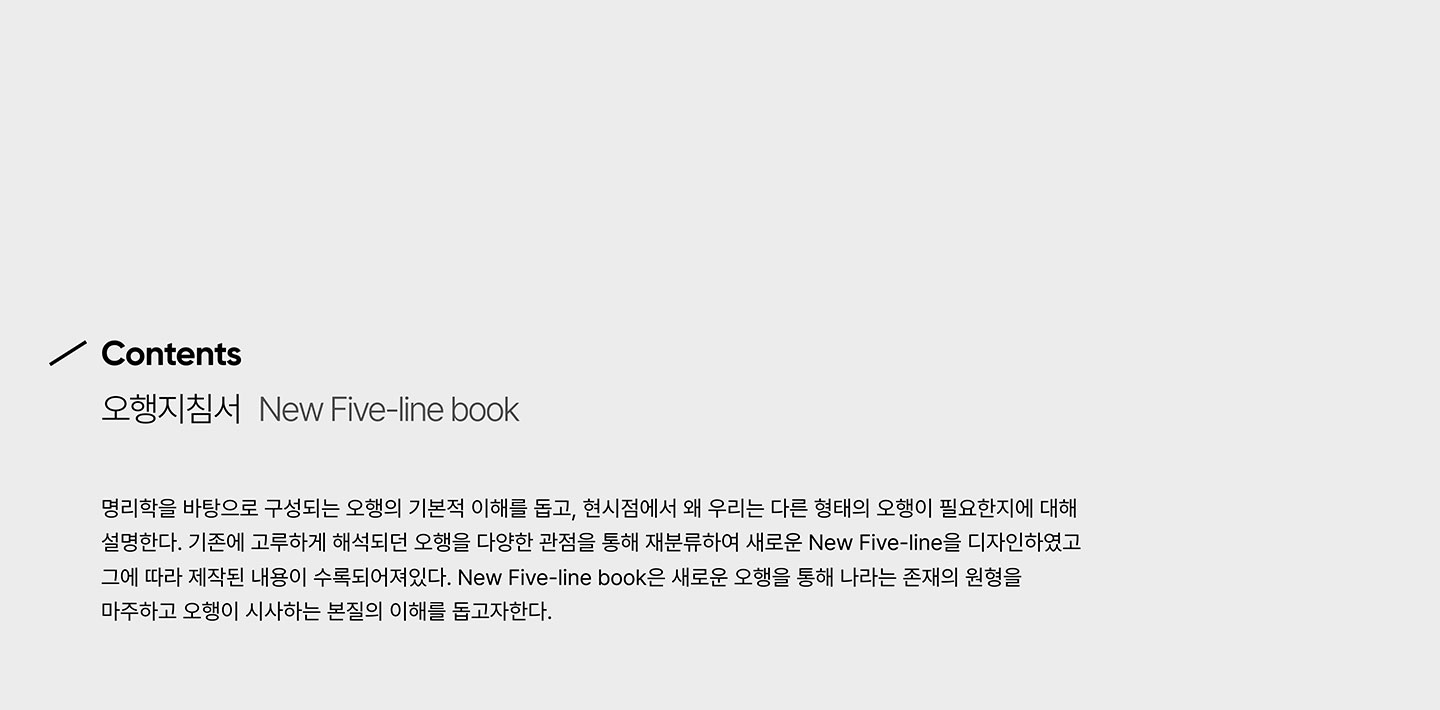 Contents
오행지침서 New Five-line book
명리학을 바탕으로 구성되는 오행의 기본적 이해를 돕고, 현시점에서 왜 우리는 다른 형태의 오행이 필요한지에 대해
설명한다. 기존에 고루하게 해석되던 오행을 다양한 관점을 통해 재분류하여 새로운 New Five-line을 디자인하였고
그에 따라 제작된 내용이 수록되어져있다. New Five-line book은 새로운 오행을 통해 나라는 존재의 원형을
마주하고 오행이 시사하는 본질의 이해를 돕고자한다.